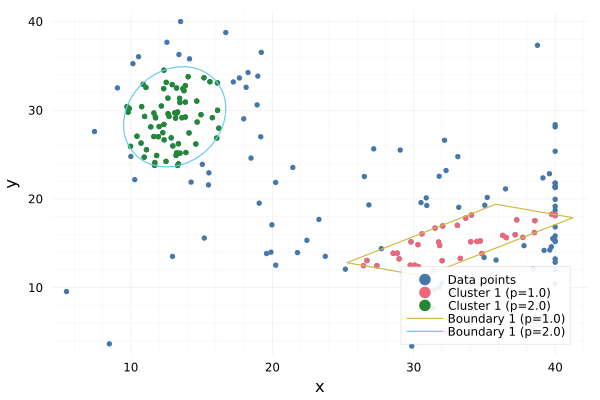 40
30
20
10
y
10
20
30
40
x
Data points
Cluster 1 (p=1.0)
Cluster 1 (p=2.0)
Boundary 1 (p=1.0)
Boundary 1 (p=2.0)